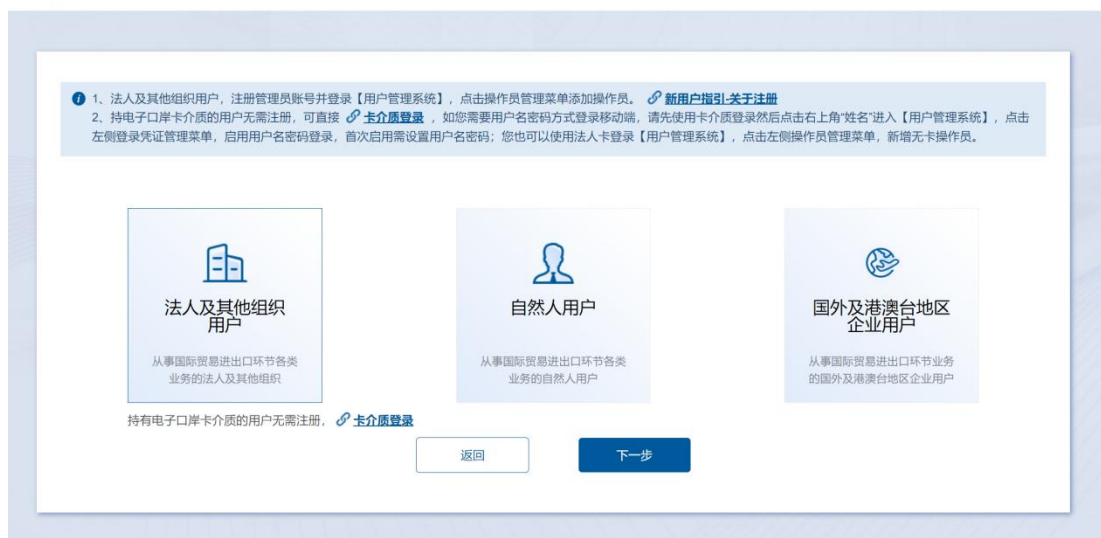 1、法人及其他组织用户，注册管理员账号并登录【用户管理系统】，点击操作员管理菜单添加操作员。 新用户指引-关于注册
2、持电子口岸卡介质的用户无需注册，可直接 卡介质登录 ，如您需要用户名密码方式登录移动端，请先使用卡介质登录然后点击右上角“姓名”进入【用户管理系统】，点击
左侧登录凭证管理菜单，启用用户名密码登录，首次启用需设置用户名密码；您也可以使用法人卡登录【用户管理系统】，点击左侧操作员管理菜单，新增无卡操作员。
法人及其他组织
用户
从事国际贸易进出口环节各类
业务的法人及其他组织
自然人用户
从事国际贸易进出口环节各类
业务的自然人用户
国外及港澳台地区
企业用户
从事国际贸易进出口环节业务
的国外及港澳台地区企业用户
持有电子口岸卡介质的用户无需注册， 卡介质登录
返回
下一步